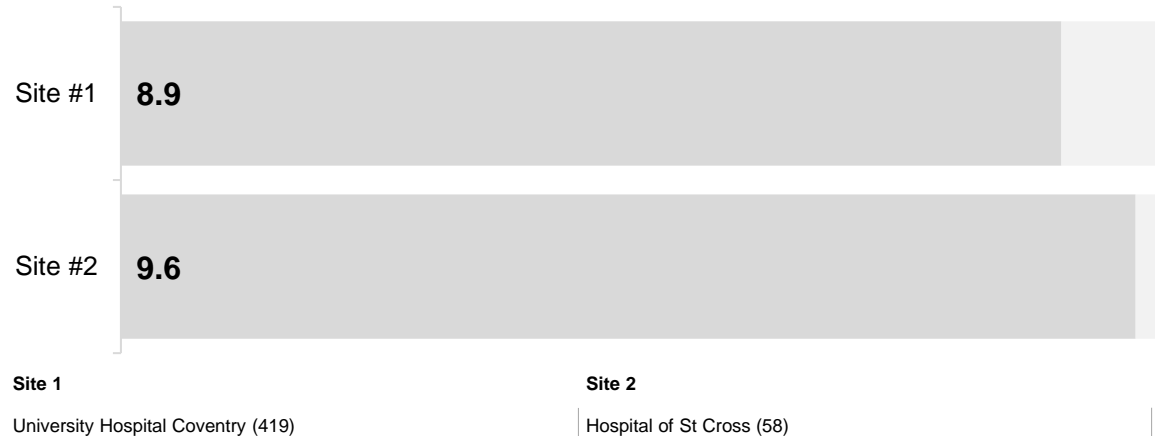 Site #1 8.9
Site #2 9.6
Site 1 Site 2
University Hospital Coventry (419) Hospital of St Cross (58)